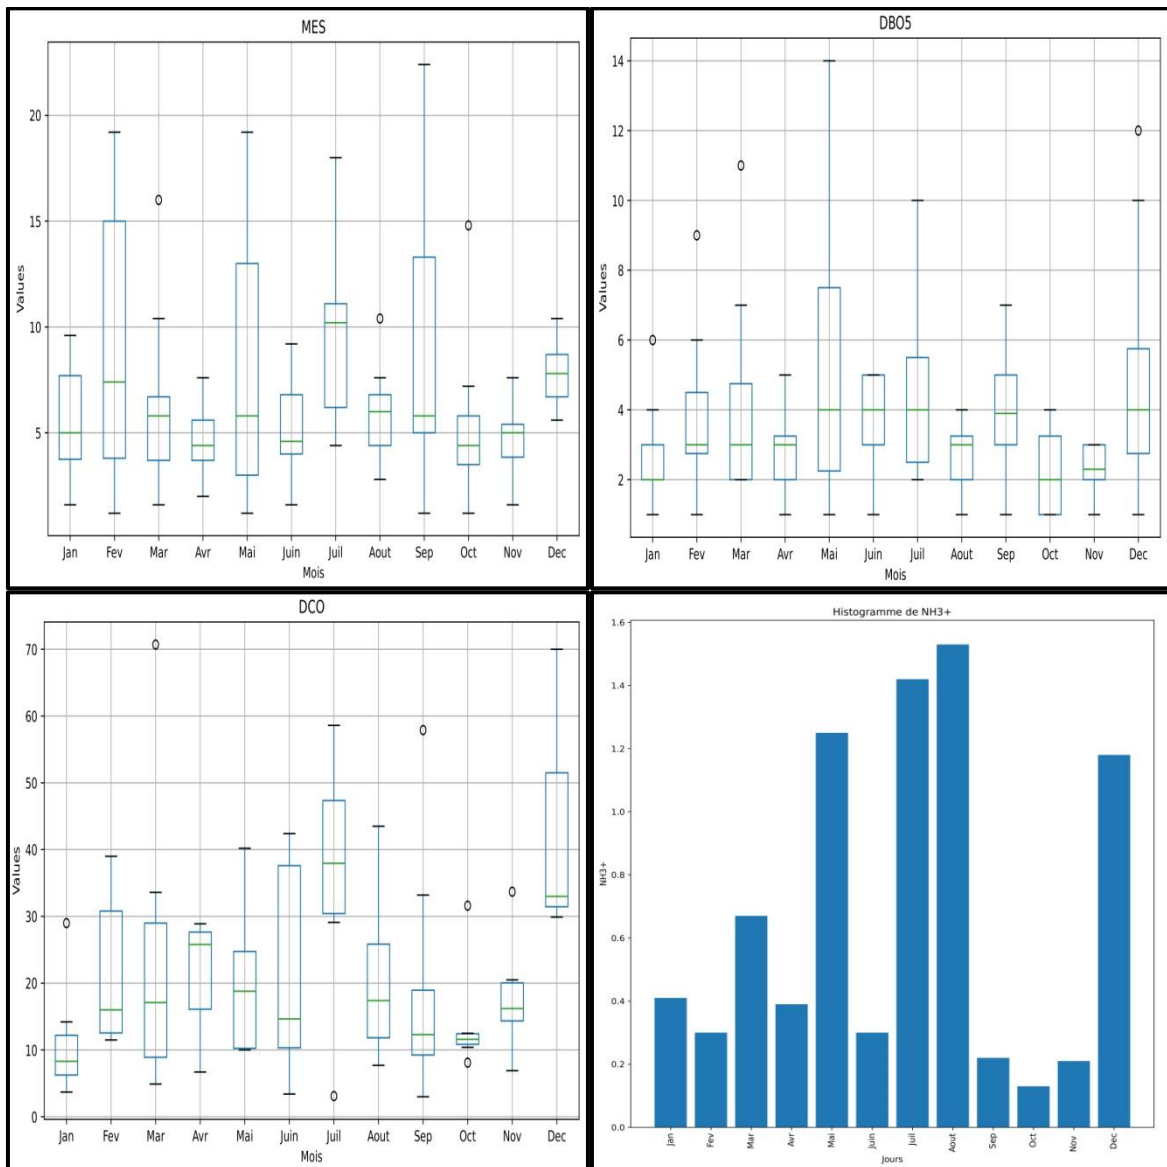 MES
Values
20
15
10
5
Jan Fev Mar Avr Mai Juin Juil Aout Sep Oct Nov Dec
Mois
DBO5
Values
14
12
10
8
6
4
2
Jan Fev Mar Avr Mai Juin Juil Aout Sep Oct Nov Dec
Mois
DCO
Values
70
60
50
40
30
20
10
0
Jan Fev Mar Avr Mai Juin Juil Aout Sep Oct Nov Dec
Mois
Histogramme de NH3+
NH3+
1.6
1.4
1.2
1.0
0.8
0.6
0.4
0.2
0.0
Jan Fev Mar Avr Mai Juin Juil Aout Sep Oct Nov Dec
Jours